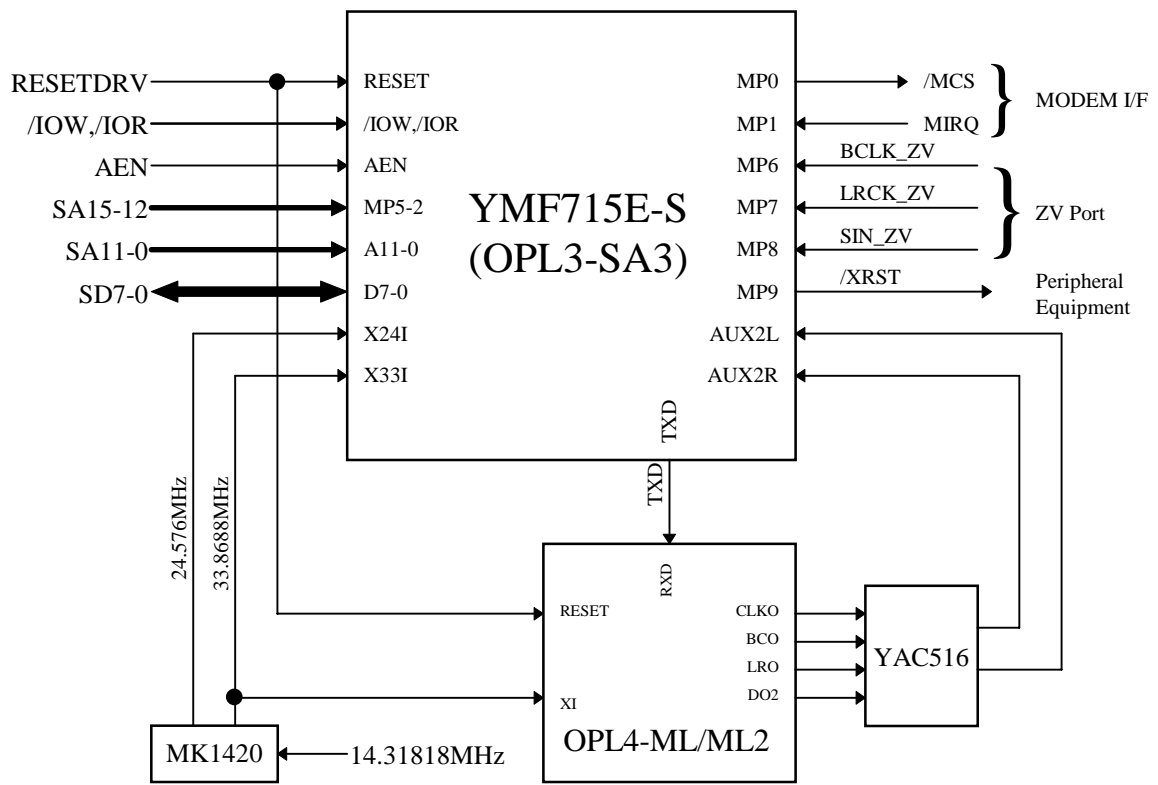 RESETDRV
/IOW,/IOR
AEN
SA15-12
SA11-0
SD7-0
RESET
/IOW,/IOR
AEN
MP5-2
A11-0
D7-0
X24I
X33I
YMF715E-S
(OPL3-SA3)
MP0
MP1
MP6
MP7
MP8
MP9
AUX2L
AUX2R
TXD
/MCS
MIRQ
BCLK_ZV
LRCK_ZV
SIN_ZV
/XRST
MODEM I/F
ZV Port
Peripheral
Equipment
TXD
24.576MHz
33.8688MHz
RXD
RESET
XI
CLKO
BCO
LRO
DO2
OPL4-ML/ML2
YAC516
MK1420
14.31818MHz